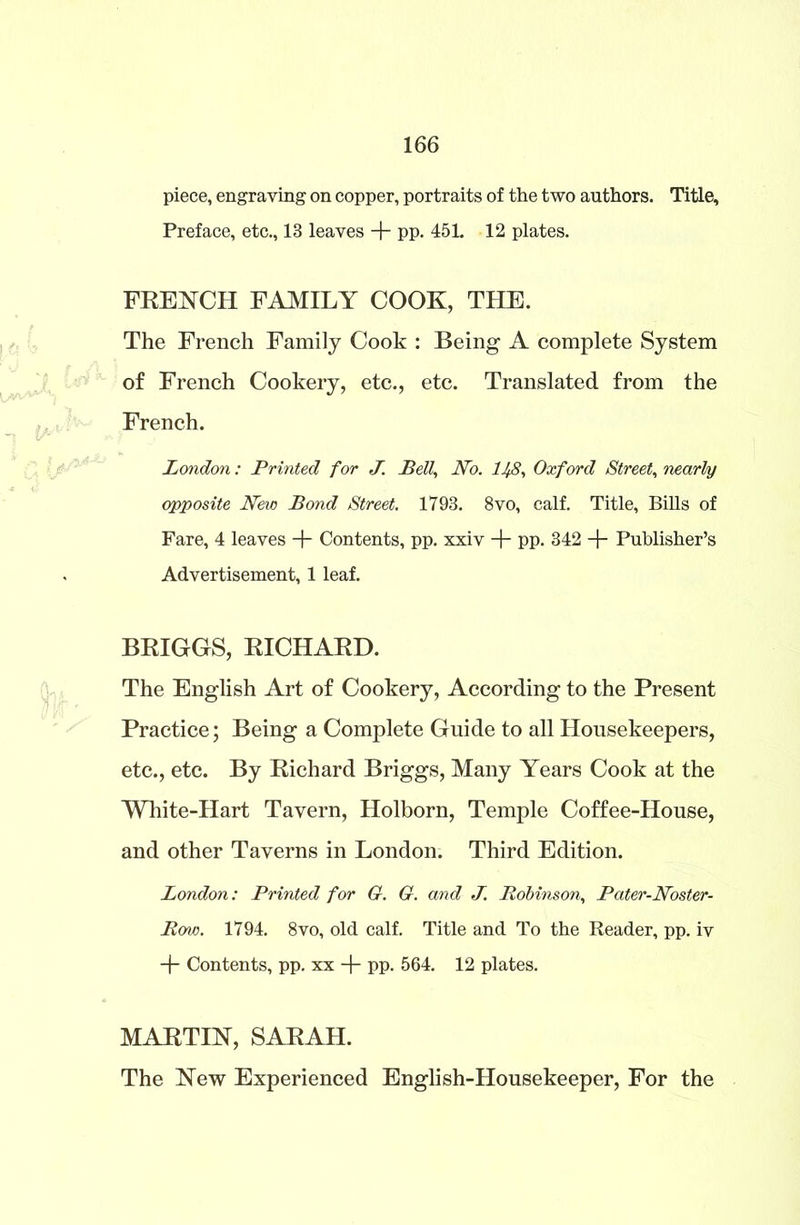 166
piece, engraving on copper, portraits of the two authors. Title,
Preface, etc., 13 leaves + pp. 451. 12 plates.
FRENCH FAMILY COOK, THE.
The French Family Cook : Being A complete System
of French Cookery, etc., etc. Translated from the
French.
London: Printed for J. Bell, No. 148, Oxford Street, nearly
opposite New Bond Street. 1793. 8vo, calf. Title, Bills of
Fare, 4 leaves + Contents, pp. xxiv + pp. 342 + Publisher's
Advertisement, 1 leaf.
BRIGGS, RICHARD.
The English Art of Cookery, According to the Present
Practice; Being a Complete Guide to all Housekeepers,
etc., etc. By Richard Briggs, Many Years Cook at the
White-Hart Tavern, Holborn, Temple Coffee-House,
and other Taverns in London. Third Edition.
London: Printed for G. G. and J. Robinson, Pater-Noster-
Row. 1794. 8vo, old calf. Title and To the Reader, pp. iv
+ Contents, pp. xx + pp. 564. 12 plates.
MARTIN, SARAH.
The New Experienced English-Housekeeper, For the